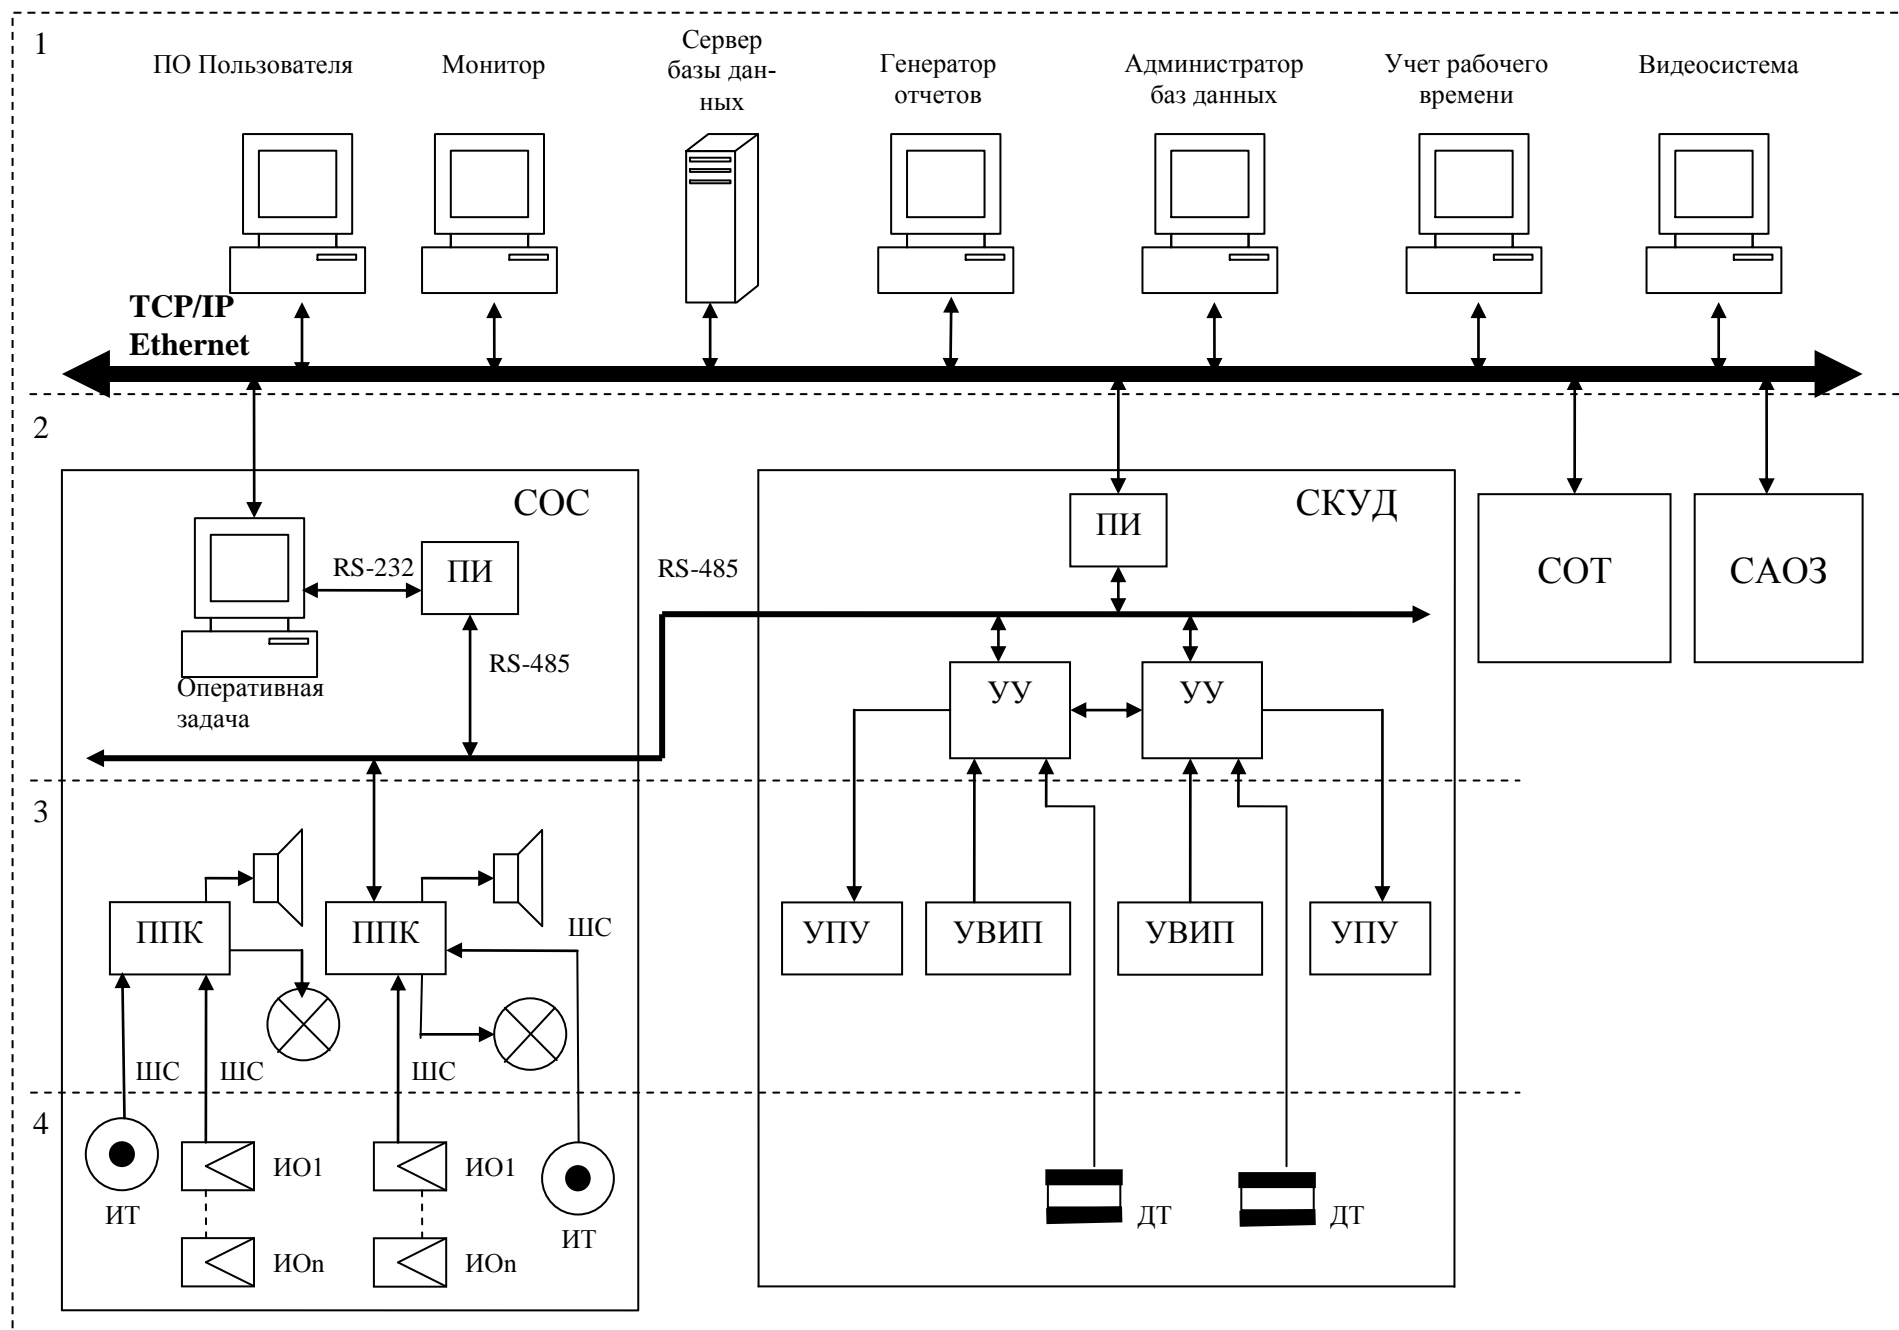 1
ПО Пользователя
Монитор
Сервер
базы дан-
ных
Генератор
отчетов
Администратор
баз данных
Учет рабочего
времени
Видеосистема
TCP/IP
Ethernet
2
СОС
RS-232
ПИ
RS-485
Оперативная
задача
RS-485
СКУД
ПИ
УУ
УУ
СОТ
САОЗ
3
ППК
ППК
ШС
ШС
ШС
ШС
УПУ
УВИП
УВИП
УПУ
4
ИТ
ИО1
ИОn
ИО1
ИОn
ИТ
ДТ
ДТ